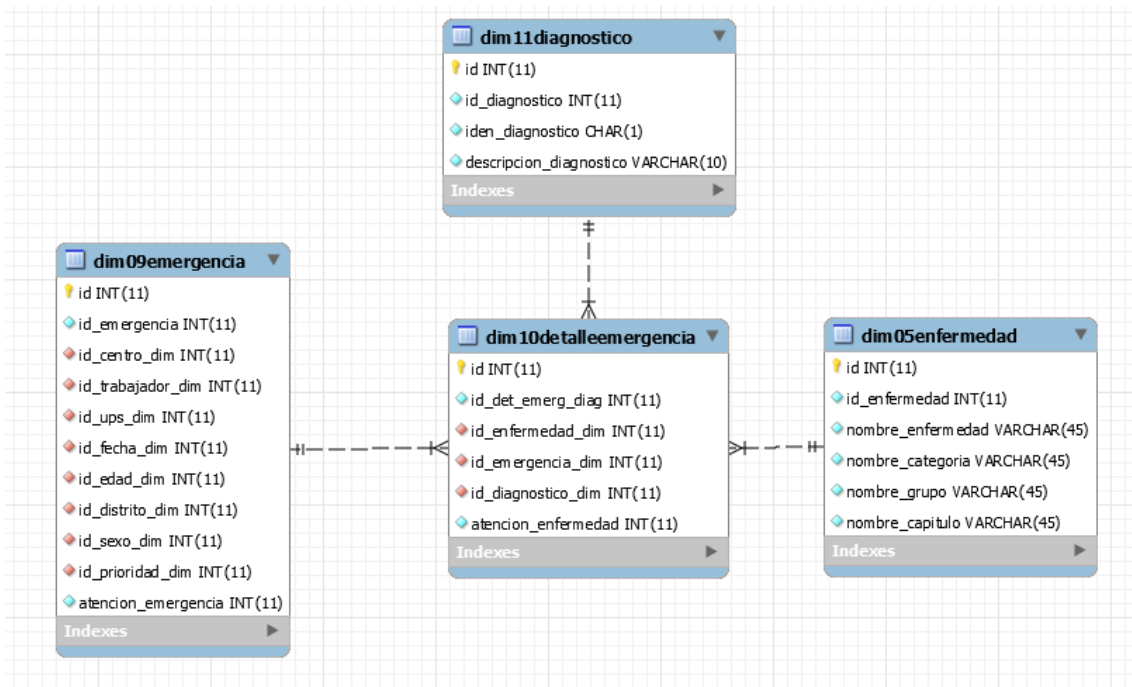 dim11diagnostico
id INT(11)
id_diagnostico INT(11)
iden_diagnostico CHAR(1)
descripcion_diagnostico VARCHAR(10)
Indexes
dim09emergencia
id INT(11)
id_emergencia INT(11)
id_centro_dim INT(11)
id_trabajador_dim INT(11)
id_ups_dim INT(11)
id_fecha_dim INT(11)
id_edad_dim INT(11)
id_distrito_dim INT(11)
id_sexo_dim INT(11)
id_prioridad_dim INT(11)
atencion_emergencia INT(11)
Indexes
dim10detalleemergencia
id INT(11)
id_det_emerg_diag INT(11)
id_enfermedad_dim INT(11)
id_emergencia_dim INT(11)
id_diagnostico_dim INT(11)
atencion_enfermedad INT(11)
Indexes
dim05enfermedad
id INT(11)
id_enfermedad INT(11)
nombre_enfermedad VARCHAR(45)
nombre_categoria VARCHAR(45)
nombre_grupo VARCHAR(45)
nombre_capitulo VARCHAR(45)
Indexes